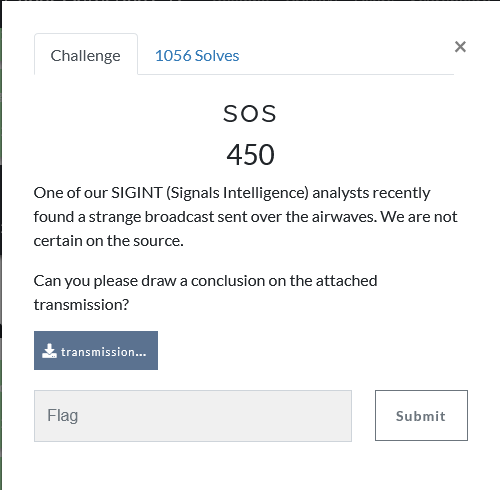 Challenge
1056 Solves
×
SOS
450
One of our SIGINT (Signals Intelligence) analysts recently
found a strange broadcast sent over the airwaves. We are not
certain on the source.
Can you please draw a conclusion on the attached
transmission?
transmission...
Flag
Submit